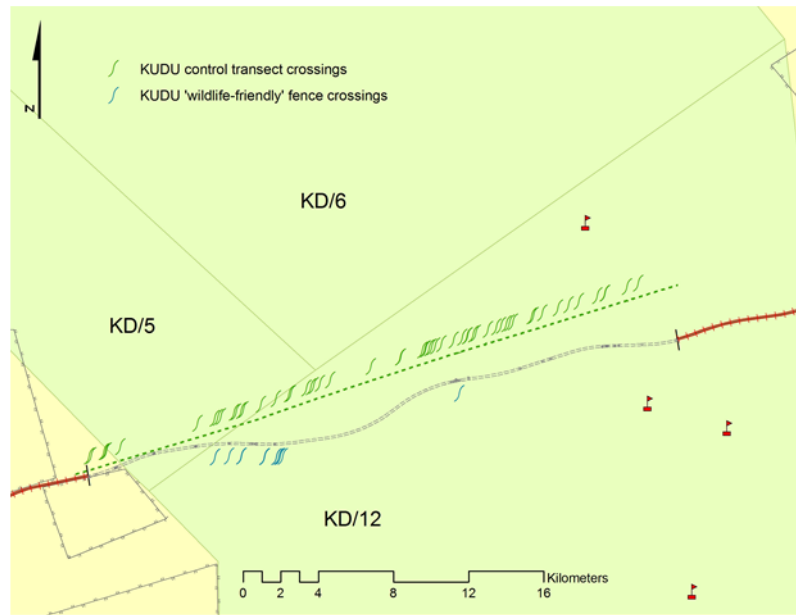 KUDU control transect crossings
KUDU 'wildlife-friendly' fence crossings
N
KD/6
KD/5
KD/12
Kilometers
0 2 4 8 12 16